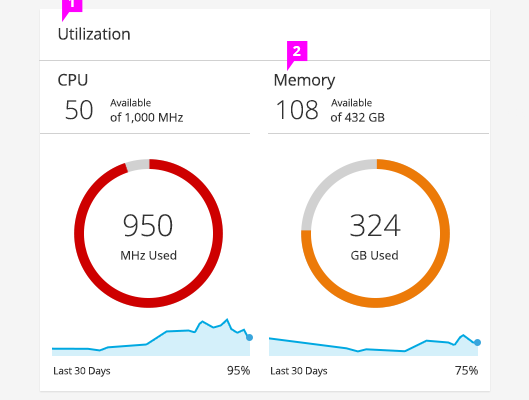 1
Utilization
2
CPU
Memory
50 Available of 1,000 MHz
108 Available of 432 GB
950
MHz Used
324
GB Used
Last 30 Days 95%
Last 30 Days 75%